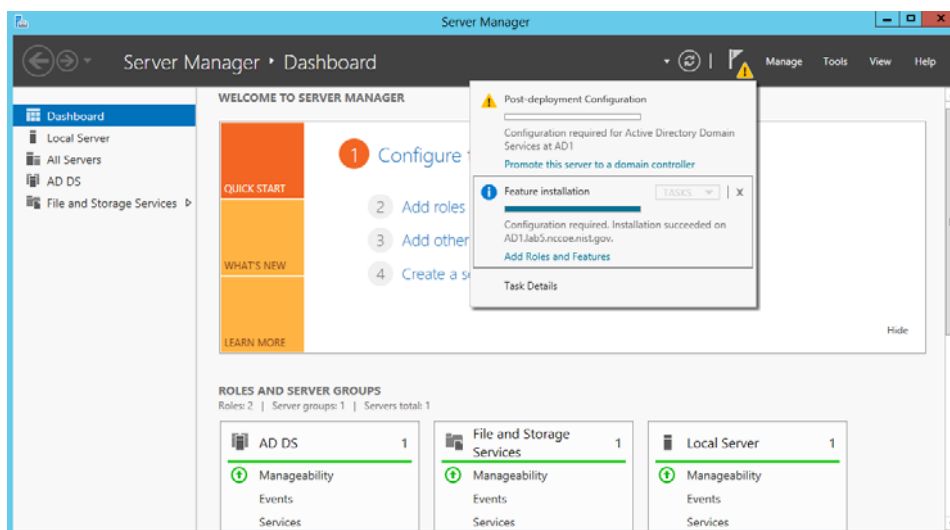 Server Manager
Server Manager • Dashboard
Manage Tools View Help
Dashboard
Local Server
All Servers
AD DS
File and Storage Services
WELCOME TO SERVER MANAGER
QUICK START
WHAT'S NEW
LEARN MORE
1 Configure
2 Add roles
3 Add other
4 Create a
Hide
Post-deployment Configuration
Configuration required for Active Directory Domain
Services at AD1
Promote this server to a domain controller
Feature installation
TASKS
X
Configuration required. Installation succeeded on
AD1.lab5.nccoe.nist.gov.
Add Roles and Features
Task Details
ROLES AND SERVER GROUPS
Roles: 2 | Server groups: 1 | Servers total: 1
AD DS 1
Manageability
Events
Services
File and Storage
Services 1
Manageability
Events
Services
Local Server 1
Manageability
Events
Services